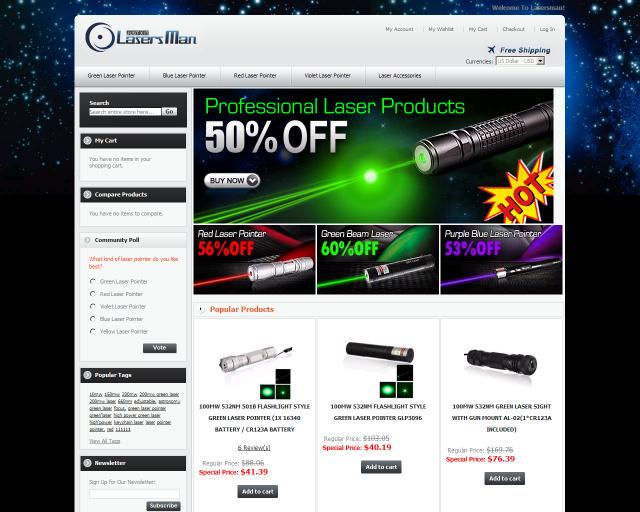 Welcome To Lasersman!
JUST 4 U
LasersMan
My Account | My Wishlist | My Cart | Checkout | Log In
Free Shipping
Currencies: US Dollar - USD
Green Laser Pointer
Blue Laser Pointer
Red Laser Pointer
Violet Laser Pointer
Laser Accessories
Search
Search entire store here...
Go
My Cart
You have no items in your
shopping cart.
Compare Products
You have no items to compare.
Community Poll
What kind of laser pointer do you like
best?
Green Laser Pointer
Red Laser Pointer
Violet Laser Pointer
Blue Laser Pointer
Yellow Laser Pointer
Vote
Popular Tags
10mw 150mw 200mw 200mw green laser
200mw laser 660nm adjustable, astronomy
green laser focus, green laser pointer
greenlaser high power green laser
highpower keychain laser laser pointer
pointer, red 111111
View All Tags
Newsletter
Sign Up for Our Newsletter:
Subscribe
Professional Laser Products
50% OFF
BUY NOW
HOT
Red Laser Pointer
56%OFF
Green Beam Laser
60%OFF
Purple Blue Laser Pointer
53%OFF
Popular Products
100MW 532NM 501B FLASHLIGHT STYLE
GREEN LASER POINTER (1X 16340
BATTERY / CR123A BATTERY
6 Review(s)
Regular Price: $88.06
Special Price: $41.39
Add to cart
100MW 532NM FLASHLIGHT STYLE
GREEN LASER POINTER GLP3096
Regular Price: $103.05
Special Price: $40.19
Add to cart
100MW 532NM GREEN LASER SIGHT
WITH GUN MOUNT AL-02(1*CR123A
INCLUDED)
Regular Price: $169.76
Special Price: $76.39
Add to cart